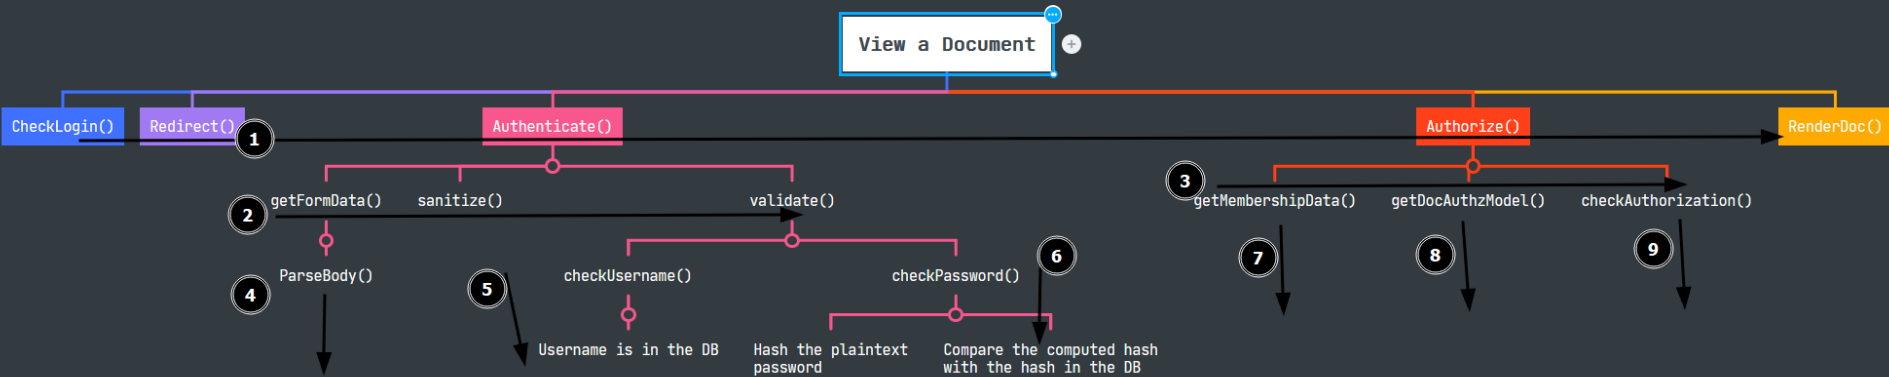 View a Document
CheckLogin() Redirect() Authenticate() Authorize() RenderDoc()
1
3
getFormData() sanitize() validate() getMembershipData() getDocAuthzModel() checkAuthorization()
2
6 7 8 9
ParseBody() checkUsername() checkPassword()
4 5
Username is in the DB Hash the plaintext Compare the computed hash
password with the hash in the DB